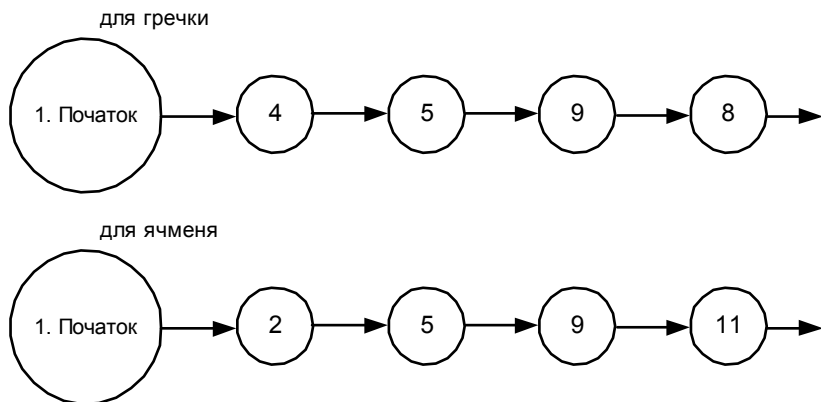 для гречки
1. Початок 4 5 9 8
для ячменя
1. Початок 2 5 9 11